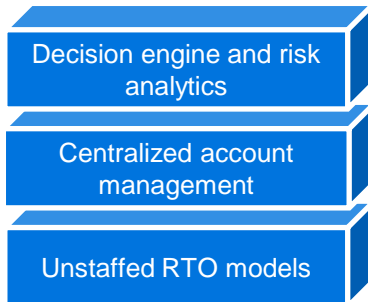 Decision engine and risk
analytics
Centralized account
management
Unstaffed RTO models